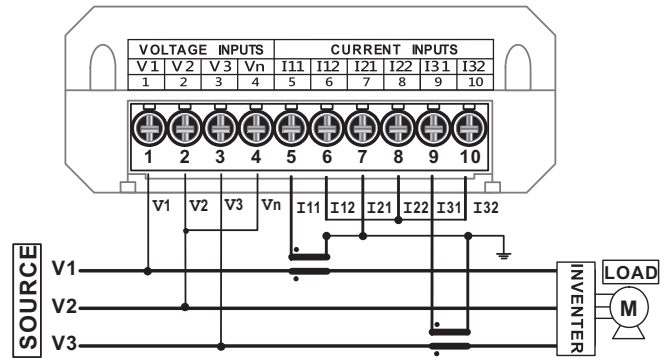 VOLTAGE INPUTS CURRENT INPUTS
V1 V2 V3 Vn I11 I12 I21 I22 I31 I32
1 2 3 4 5 6 7 8 9 10
1 2 3 4 5 6 7 8 9 10
V1 V2 V3 Vn I11 I12 I21 I22 I31 I32
SOURCE
V1
V2
V3
INVENTER
LOAD
M